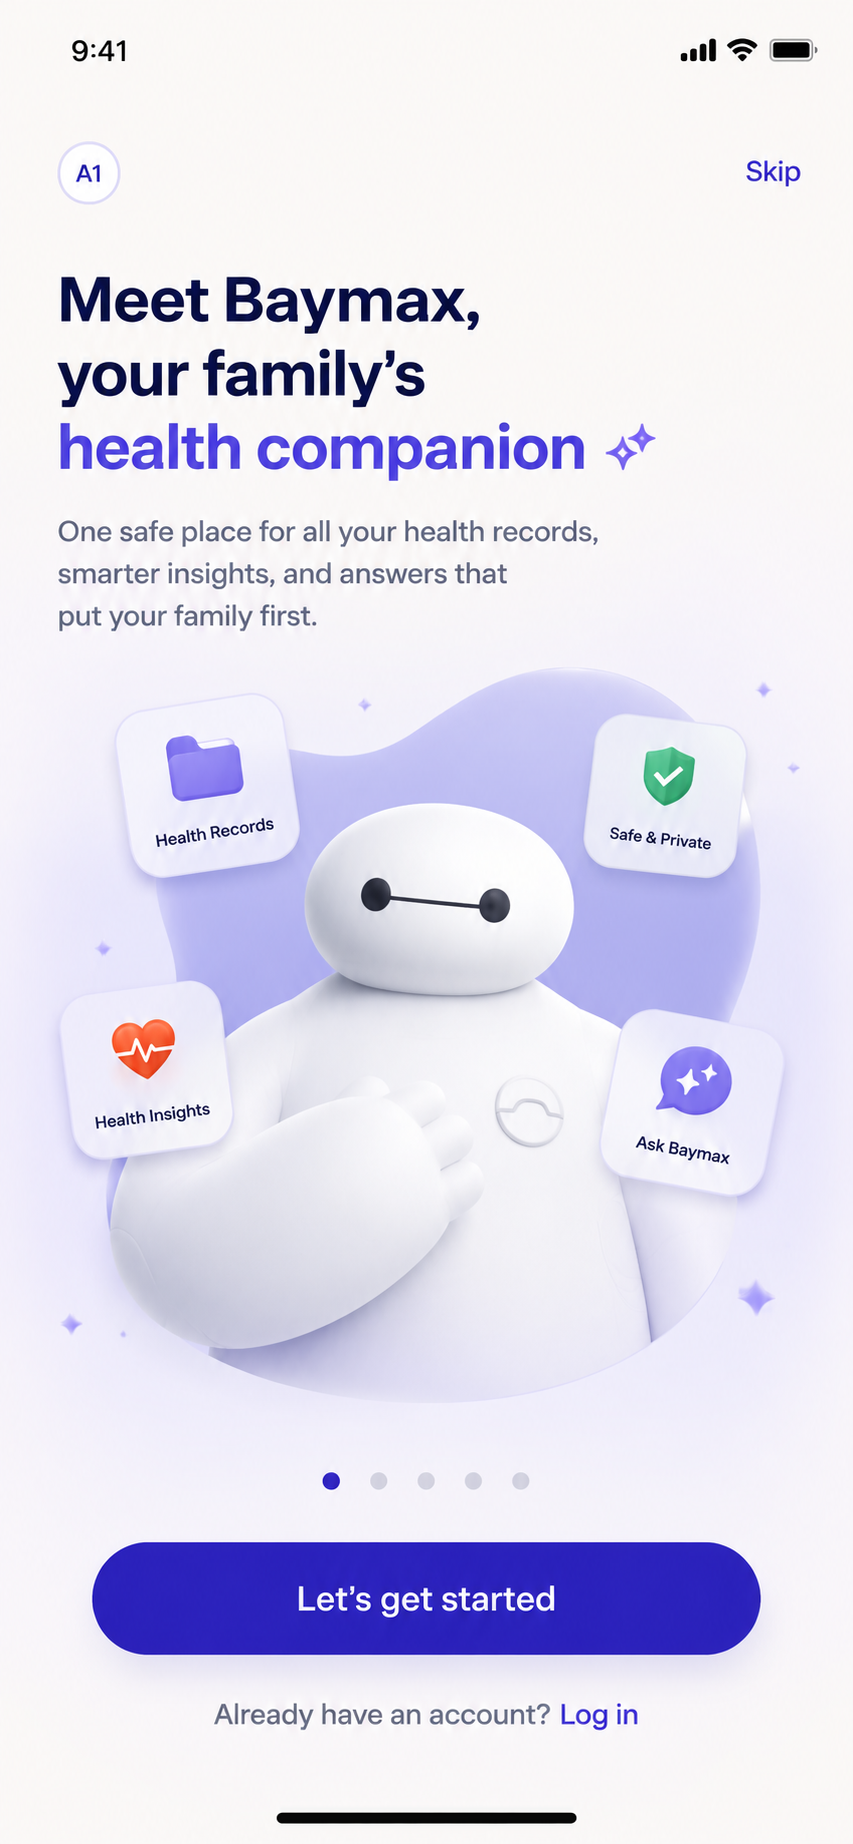 9:41
A1
Skip
Meet Baymax,
your family’s
health companion
One safe place for all your health records,
smarter insights, and answers that
put your family first.
Health Records
Safe & Private
Health Insights
Ask Baymax
Let’s get started
Already have an account? Log in